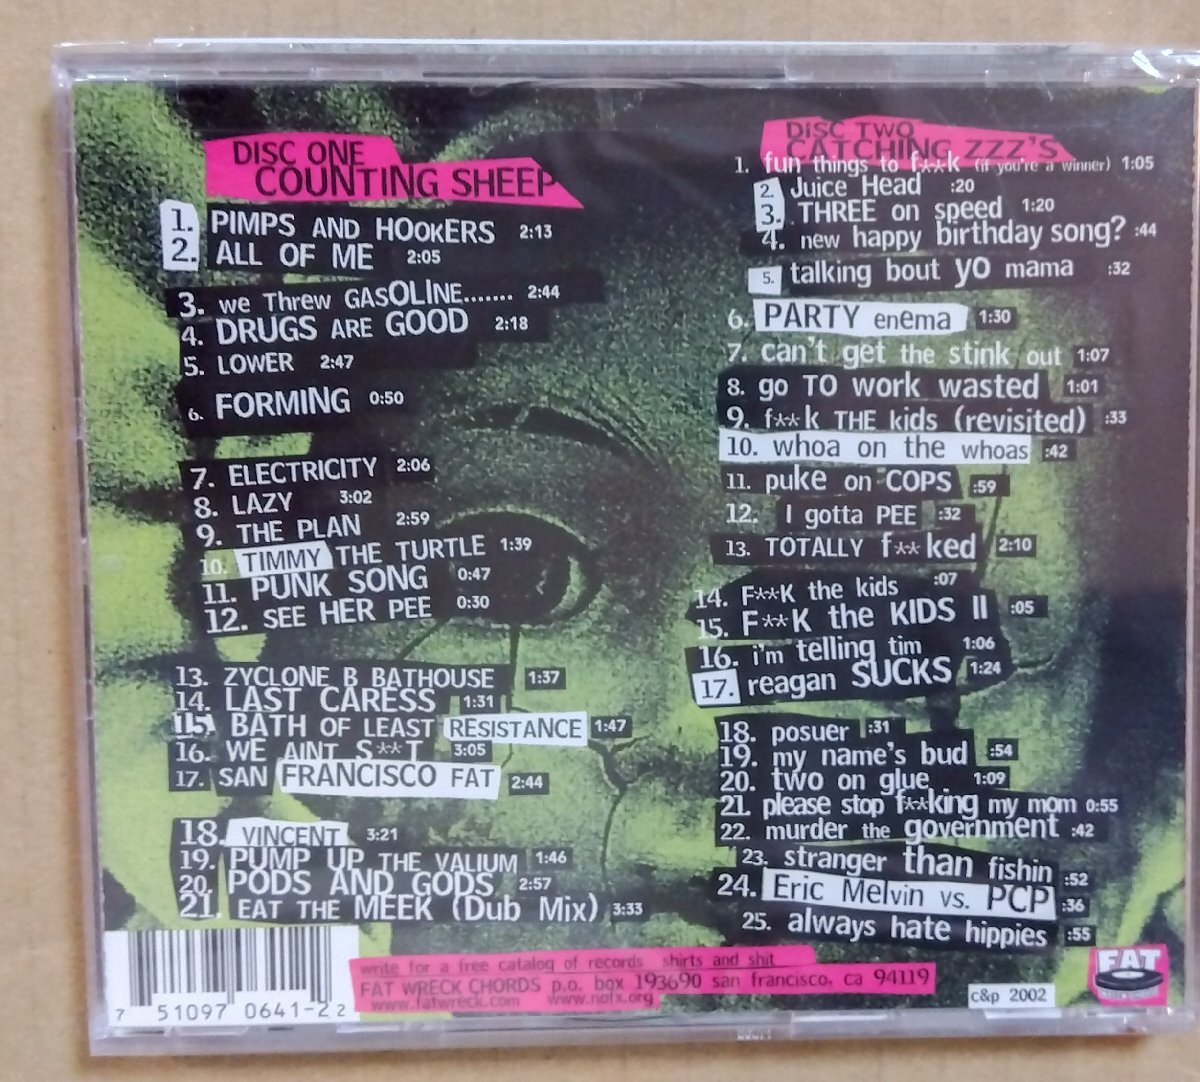 DISC ONE
COUNTING SHEEP
1. PIMPS AND HOOKERS 2:13
2. ALL OF ME 2:05
3. we Threw GASOLINE....... 2:44
4. DRUGS ARE GOOD 2:18
5. LOWER 2:47
6. FORMING 0:50
7. ELECTRICITY 2:06
8. LAZY 3:02
9. THE PLAN 2:59
10. TIMMY THE TURTLE 1:39
11. PUNK SONG 0:47
12. SEE HER PEE 0:30
13. ZYCLONE B BATHOUSE 1:37
14. LAST CARESS 1:31
15. BATH OF LEAST RESISTANCE 1:47
16. WE AINT S**T 3:05
17. SAN FRANCISCO FAT 2:44
18. VINCENT 3:21
19. PUMP UP THE VALIUM 1:46
20. PODS AND GODS 2:57
21. EAT THE MEEK (Dub Mix) 3:33
DISC TWO
CATCHING ZZZ'S
1. fun things to f**k (if you're a winner) 1:05
2. Juice Head :20
3. THREE on speed 1:20
4. new happy birthday song? :44
5. talking bout yo mama :32
6. PARTY enema 1:30
7. can't get the stink out 1:07
8. go TO work wasted 1:01
9. f**k THE kids (revisited) :33
10. whoa on the whoas :42
11. puke on COPS :59
12. I gotta PEE :32
13. TOTALLY f**ked 2:10
14. F**K the kids :07
15. F**K the KIDS II :05
16. i'm telling tim 1:06
17. reagan SUCKS 1:24
18. posuer :31
19. my name's bud :54
20. two on glue 1:09
21. please stop f**king my mom 0:55
22. murder the government :42
23. stranger than fishin :52
24. Eric Melvin vs. PCP :36
25. always hate hippies :55
write for a free catalog of records shirts and shit
FAT WRECK CHORDS p.o. box 193690 san francisco, ca 94119
www.fatwreck.com www.nofx.org
c&p 2002
FAT
7 51097 0641-2 2